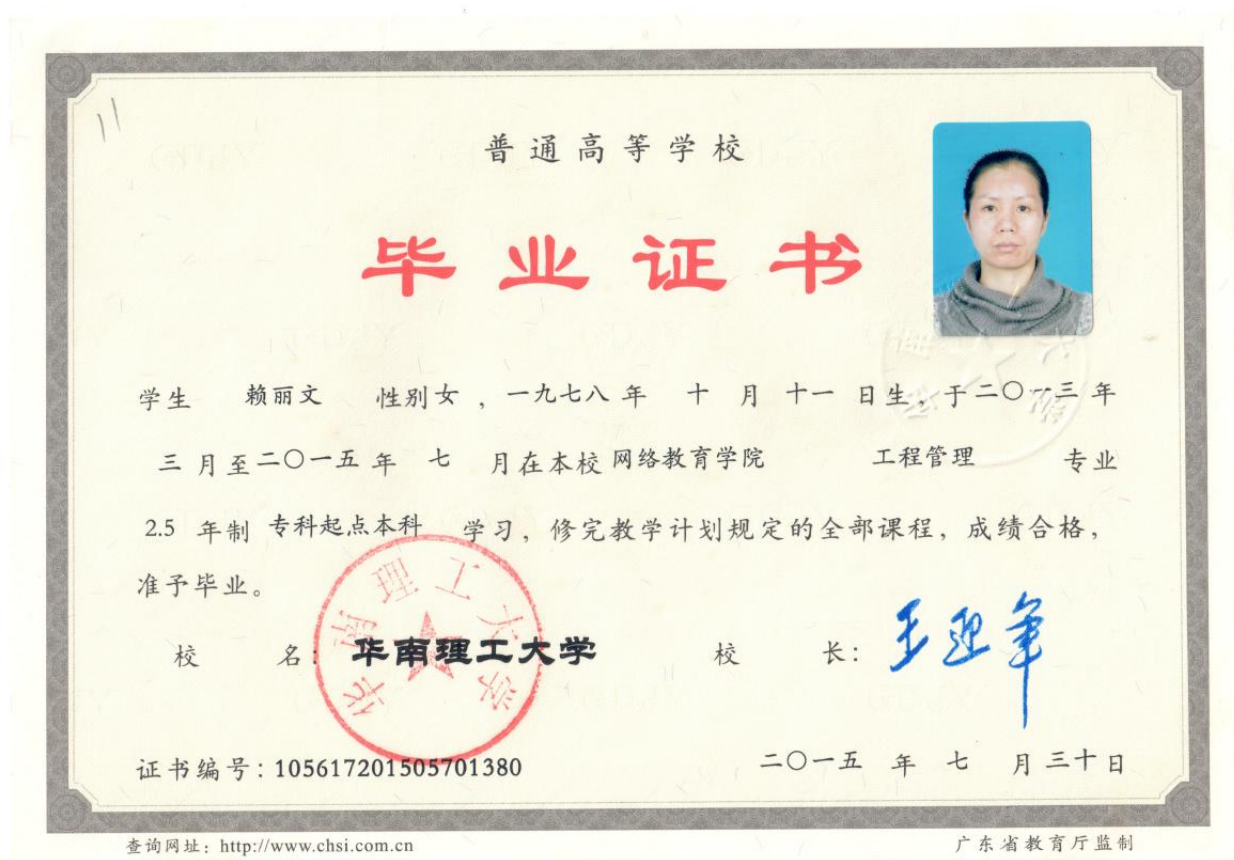 11
普通高等学校
毕业证书
学生 赖丽文 性别女，一九七八年 十 月 十一 日生，于二〇一三年
三月至二〇一五年 七 月在本校 网络教育学院 工程管理 专业
2.5 年制 专科起点本科 学习，修完教学计划规定的全部课程，成绩合格，
准予毕业。
华南理工大学
校 名：华南理工大学 校 长：王迎军
证书编号：105617201505701380 二〇一五 年 七 月 三十 日
查询网址：http://www.chsi.com.cn 广东省教育厅监制